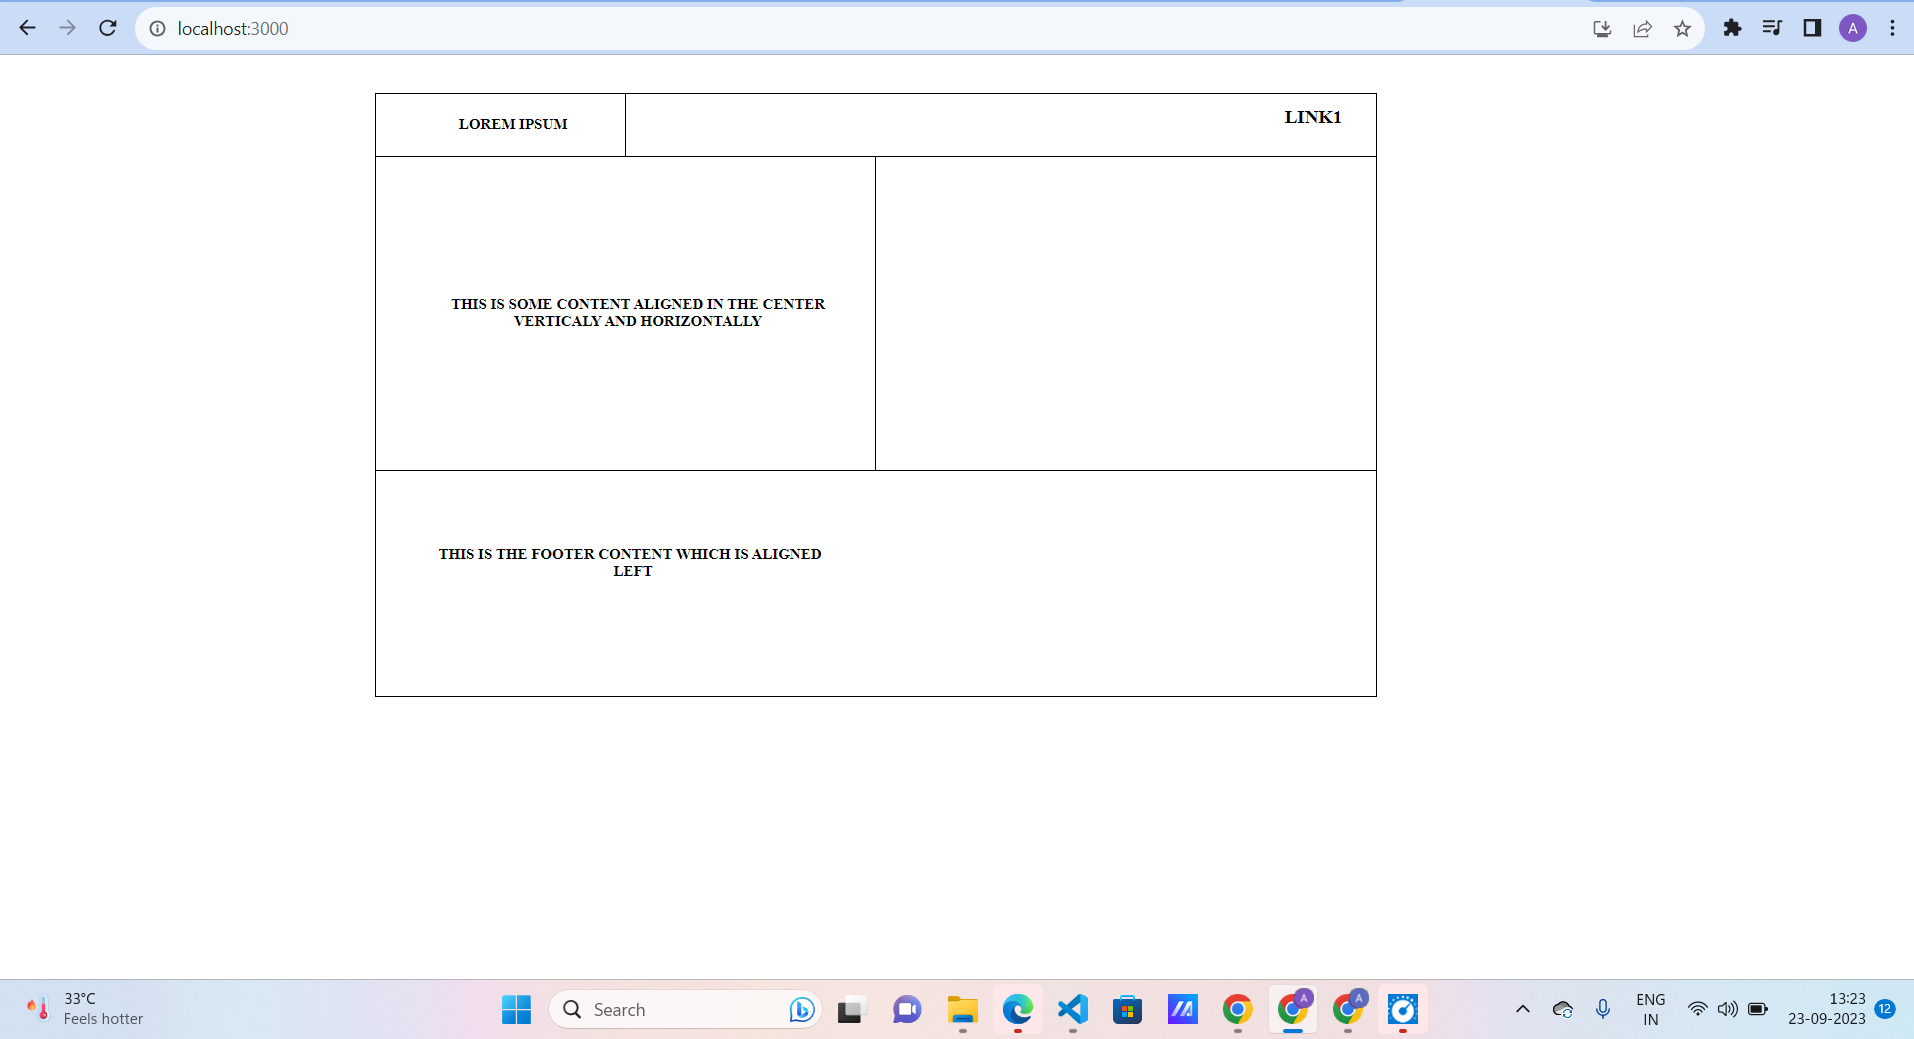 localhost:3000
A
LOREM IPSUM
LINK1
THIS IS SOME CONTENT ALIGNED IN THE CENTER
VERTICALY AND HORIZONTALLY
THIS IS THE FOOTER CONTENT WHICH IS ALIGNED
LEFT
33°C
Feels hotter
Search
A
A
ENG
IN
13:23
23-09-2023
12